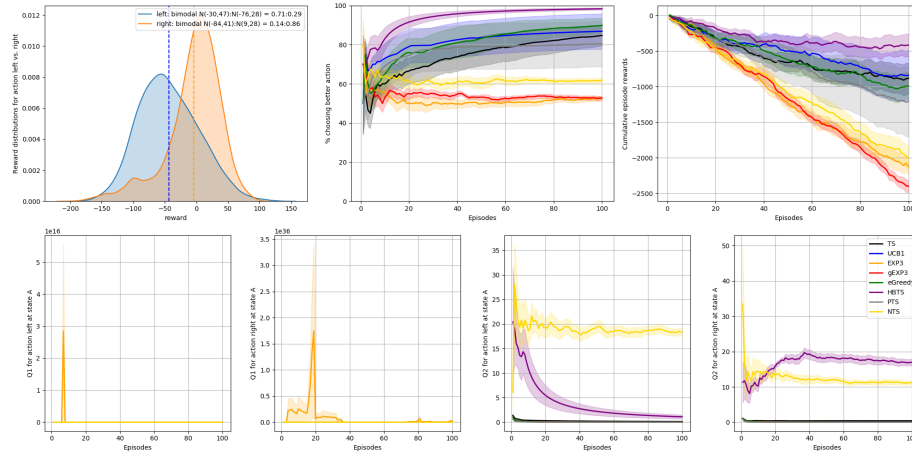 left: bimodal N(-30,47):N(-76,28) = 0.71:0.29
right: bimodal N(-84,41):N(9,28) = 0.14:0.86
Reward distributions for action left vs. right
0.012
0.010
0.008
0.006
0.004
0.002
0.000
−200 −150 −100 −50 0 50 100 150
reward
% choosing better action
100
80
60
40
20
0
0 20 40 60 80 100
Episodes
Cumulative episode rewards
0
−500
−1000
−1500
−2000
−2500
0 20 40 60 80 100
Episodes
1e16
Q1 for action left at state A
5
4
3
2
1
0
0 20 40 60 80 100
Episodes
1e36
Q1 for action right at state A
3.5
3.0
2.5
2.0
1.5
1.0
0.5
0.0
0 20 40 60 80 100
Episodes
Q2 for action left at state A
35
30
25
20
15
10
5
0
0 20 40 60 80 100
Episodes
Q2 for action right at state A
50
40
30
20
10
0
0 20 40 60 80 100
Episodes
TS
UCB1
EXP3
gEXP3
eGreedy
HBTS
PTS
NTS